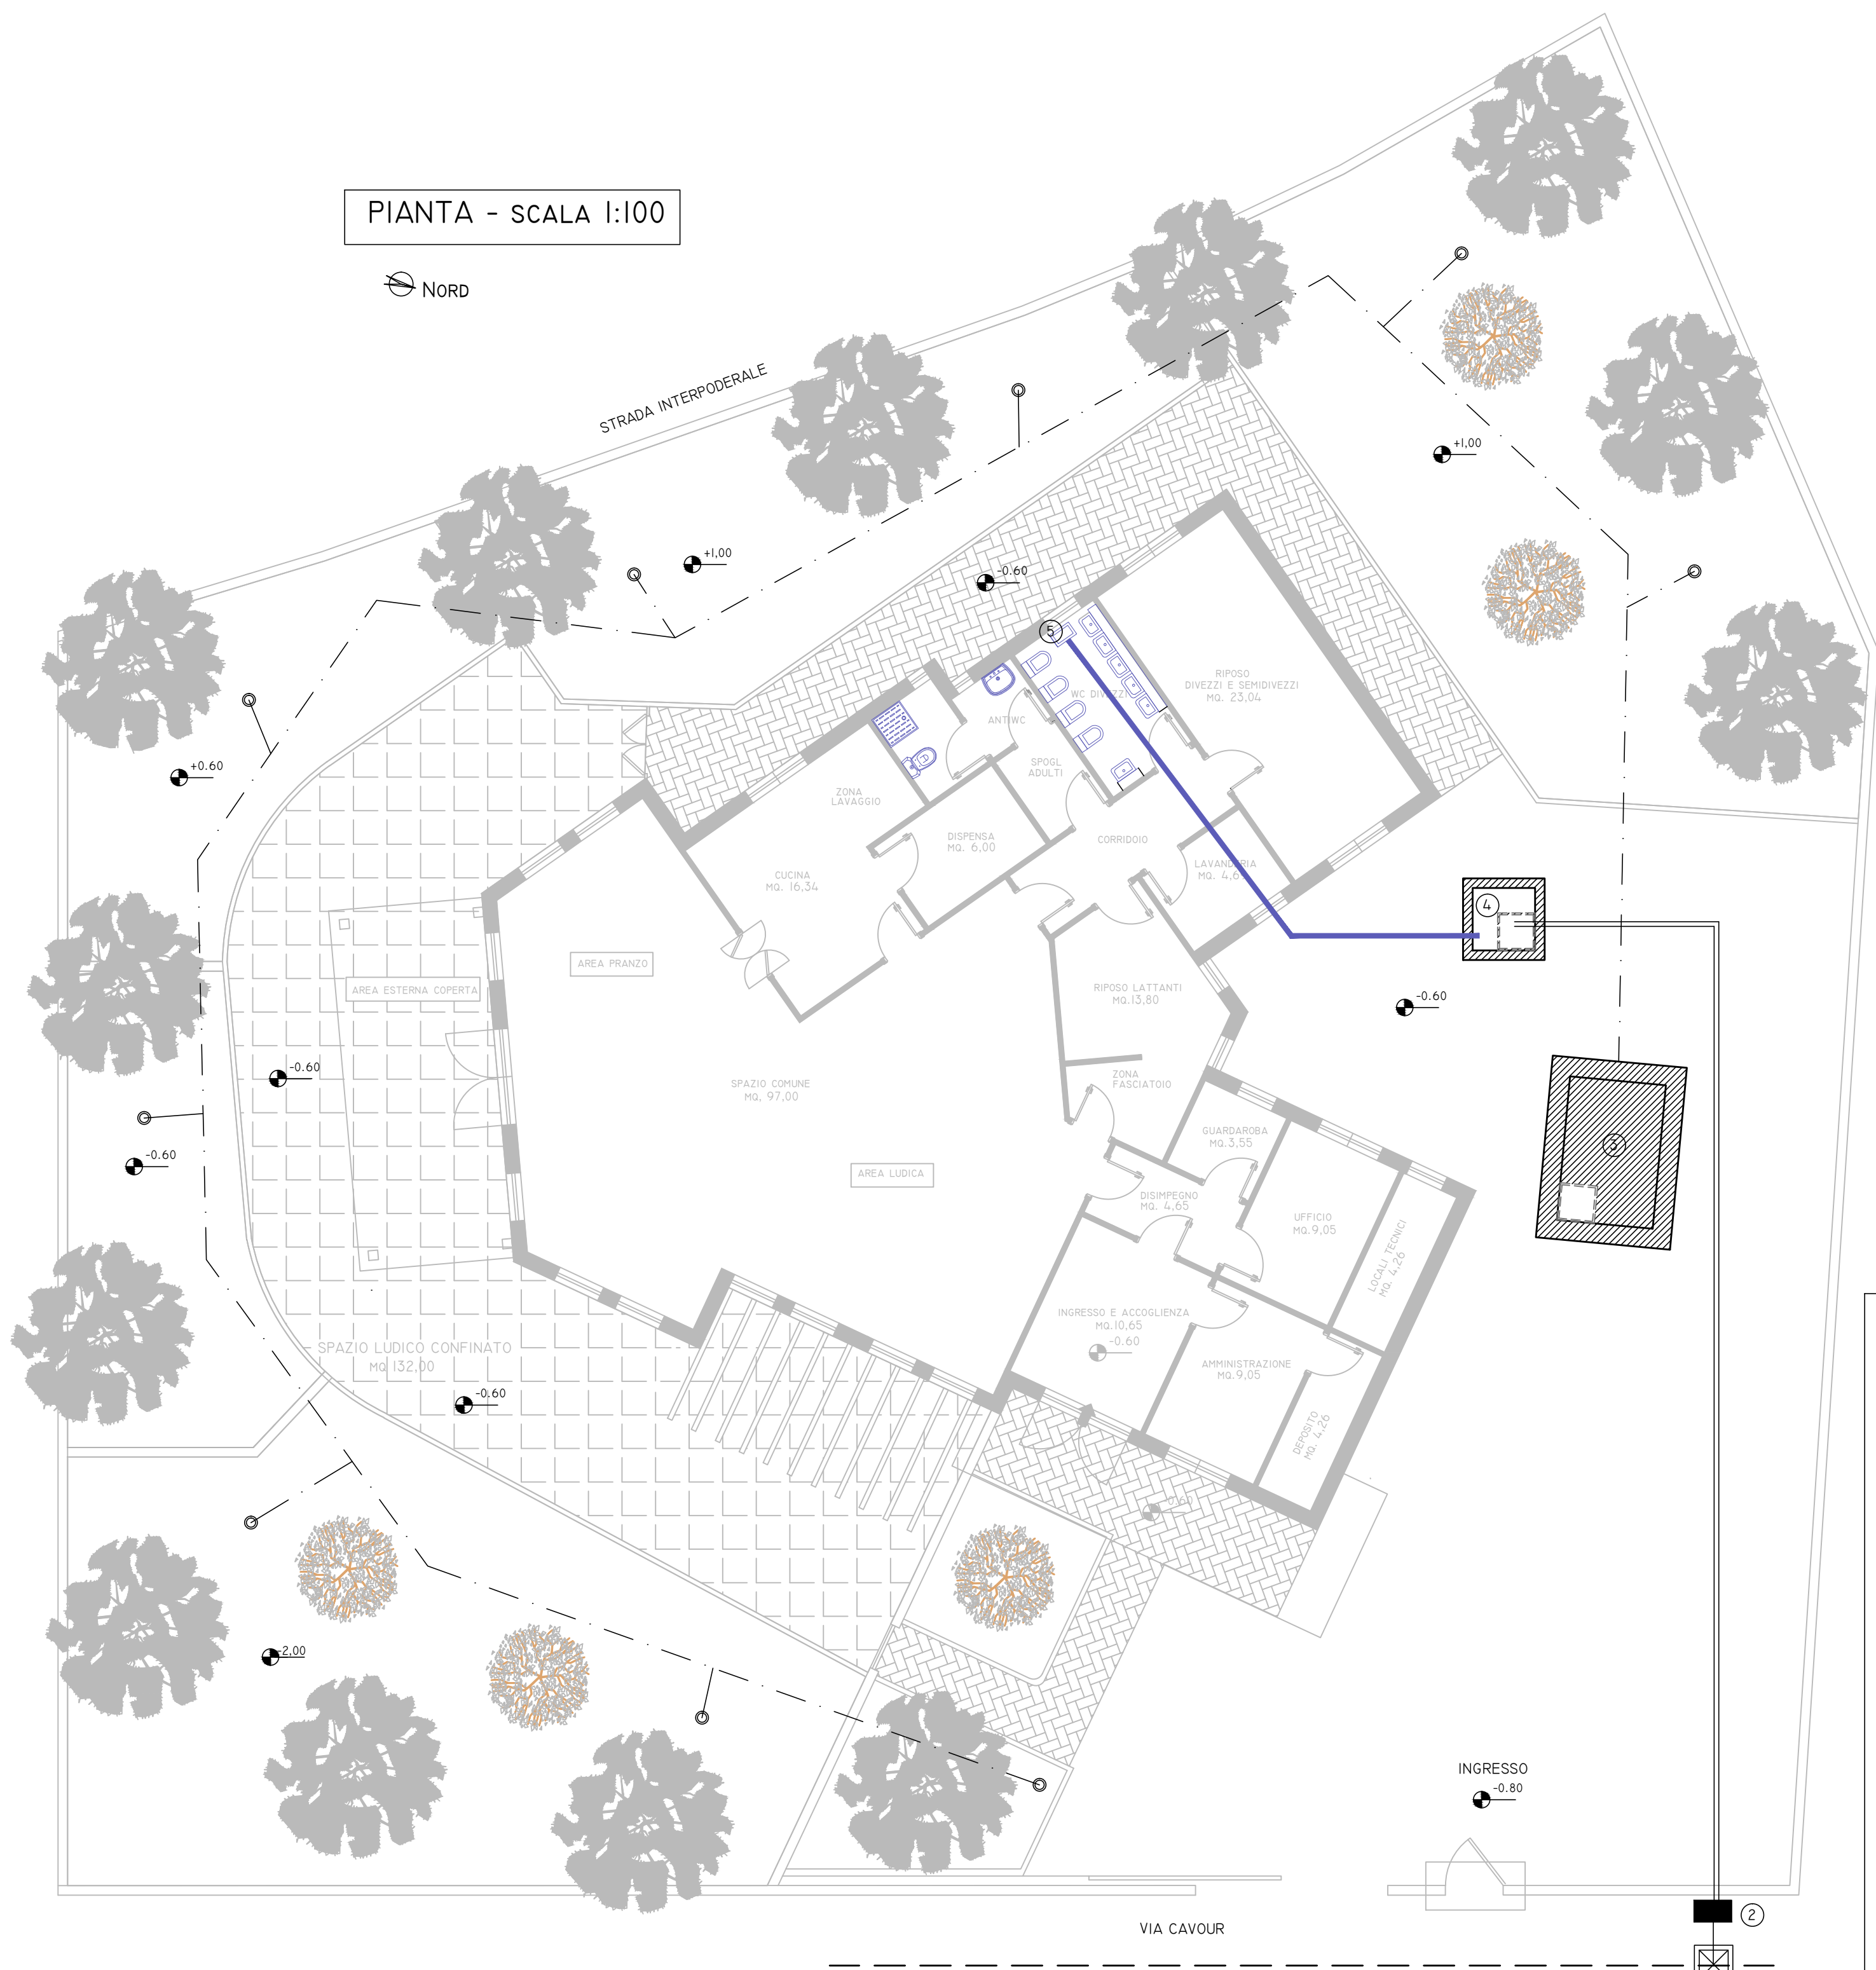 PIANTA - SCALA 1:100
NORD
STRADA INTERPODERALE
+1,00
+1,00
-0.60
5
RIPOSO
DIVEZZI E SEMIDIVEZZI
MQ. 23,04
WC DIVEZZI
ANTIWC
SPOGL
ADULTI
+0.60
ZONA
LAVAGGIO
DISPENSA
MQ. 6,00
CORRIDOIO
LAVANDERIA
CUCINA
MQ. 16,34
4
AREA PRANZO
AREA ESTERNA COPERTA
RIPOSO LATTANTI
MQ.13,80
-0.60
-0.60
SPAZIO COMUNE
MQ. 97,00
ZONA
FASCIATOIO
-0.60
GUARDAROBA
MQ.3,55
3
AREA LUDICA
DISIMPEGNO
MQ. 4,65
UFFICIO
MQ.9,05
LOCALI TECNICI
MQ. 4.26
INGRESSO E ACCOGLIENZA
MQ.10,65
-0.60
SPAZIO LUDICO CONFINATO
MQ 132,00
AMMINISTRAZIONE
MQ.9,05
-0.60
DEPOSITO
MQ. 4.26
-0.60
-2,00
INGRESSO
-0.80
VIA CAVOUR
2